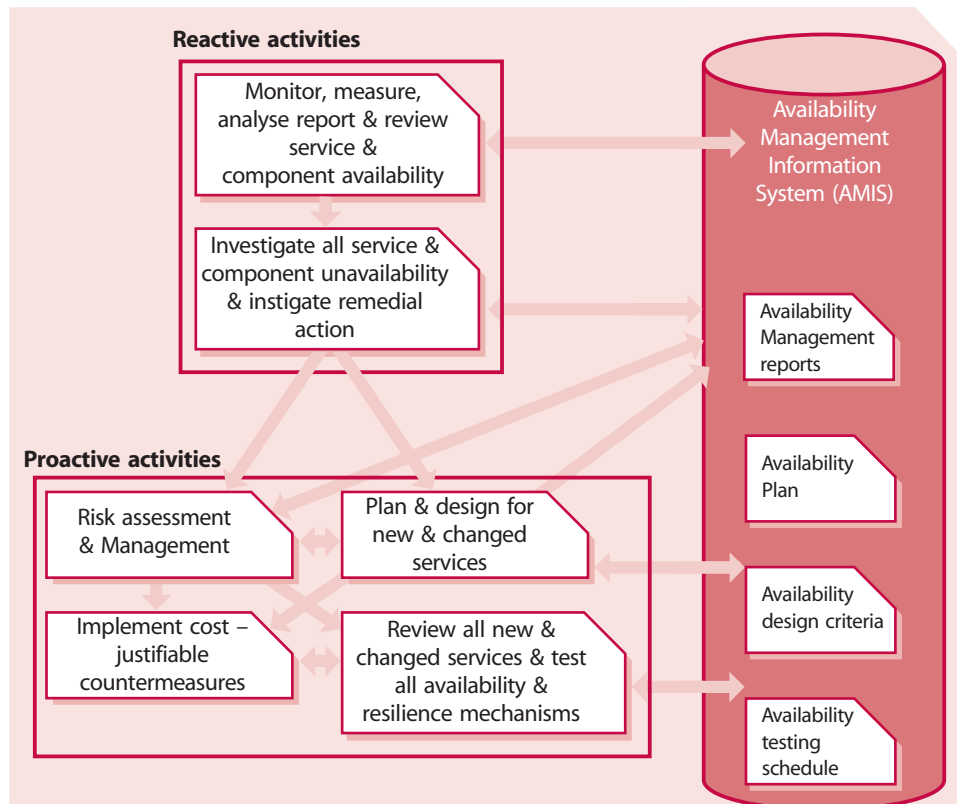 Reactive activities
Monitor, measure,
analyse report & review
service &
component availability
Investigate all service &
component unavailability
& instigate remedial
action
Proactive activities
Risk assessment
& Management
Plan & design for
new & changed
services
Implement cost –
justifiable
countermeasures
Review all new &
changed services & test
all availability &
resilience mechanisms
Availability
Management
Information
System (AMIS)
Availability
Management
reports
Availability
Plan
Availability
design criteria
Availability
testing
schedule